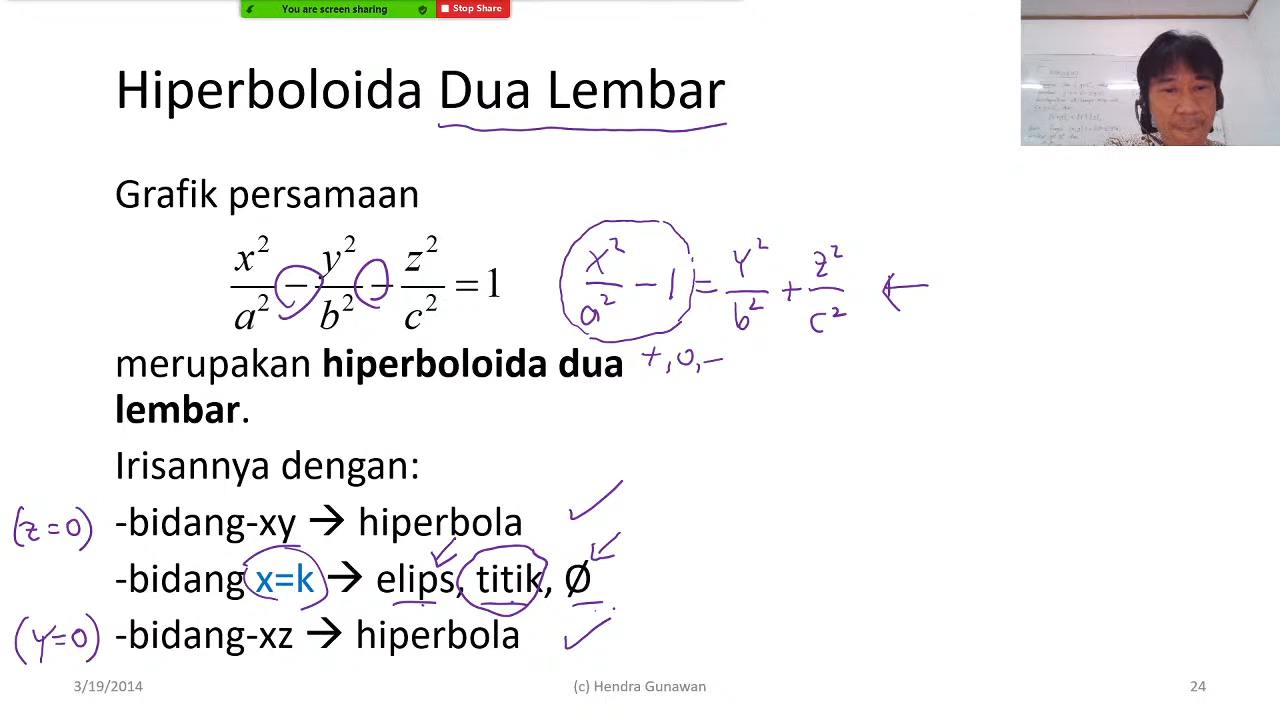 You are screen sharing Stop Share
Hiperboloida Dua Lembar
Grafik persamaan
x²/a² − y²/b² − z²/c² = 1
x²/a² − 1 = y²/b² + z²/c² ←
merupakan hiperboloida dua
+, 0, −
lembar.
Irisannya dengan:
(z=0) -bidang-xy → hiperbola ✓
-bidang x=k → elips, titik, Ø
(y=0) -bidang-xz → hiperbola ✓
3/19/2014 (c) Hendra Gunawan 24